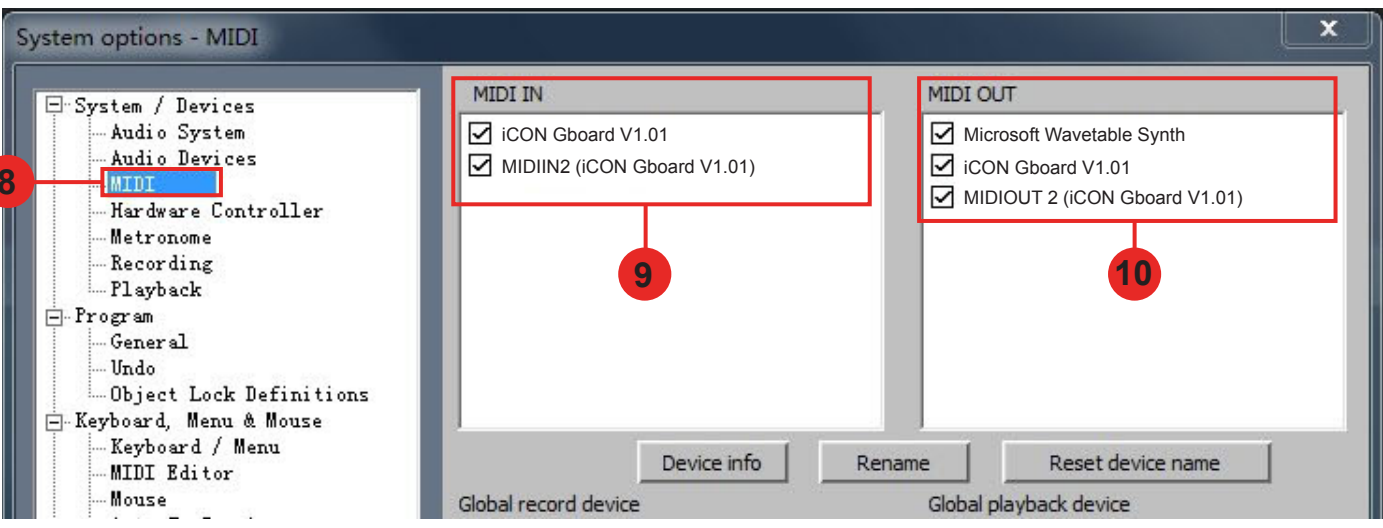 System options - MIDI
x
System / Devices
Audio System
Audio Devices
MIDI
Hardware Controller
Metronome
Recording
Playback
Program
General
Undo
Object Lock Definitions
Keyboard, Menu & Mouse
Keyboard / Menu
MIDI Editor
Mouse
8
MIDI IN
iCON Gboard V1.01
MIDIIN2 (iCON Gboard V1.01)
9
MIDI OUT
Microsoft Wavetable Synth
iCON Gboard V1.01
MIDIOUT 2 (iCON Gboard V1.01)
10
Device info
Rename
Reset device name
Global record device
Global playback device